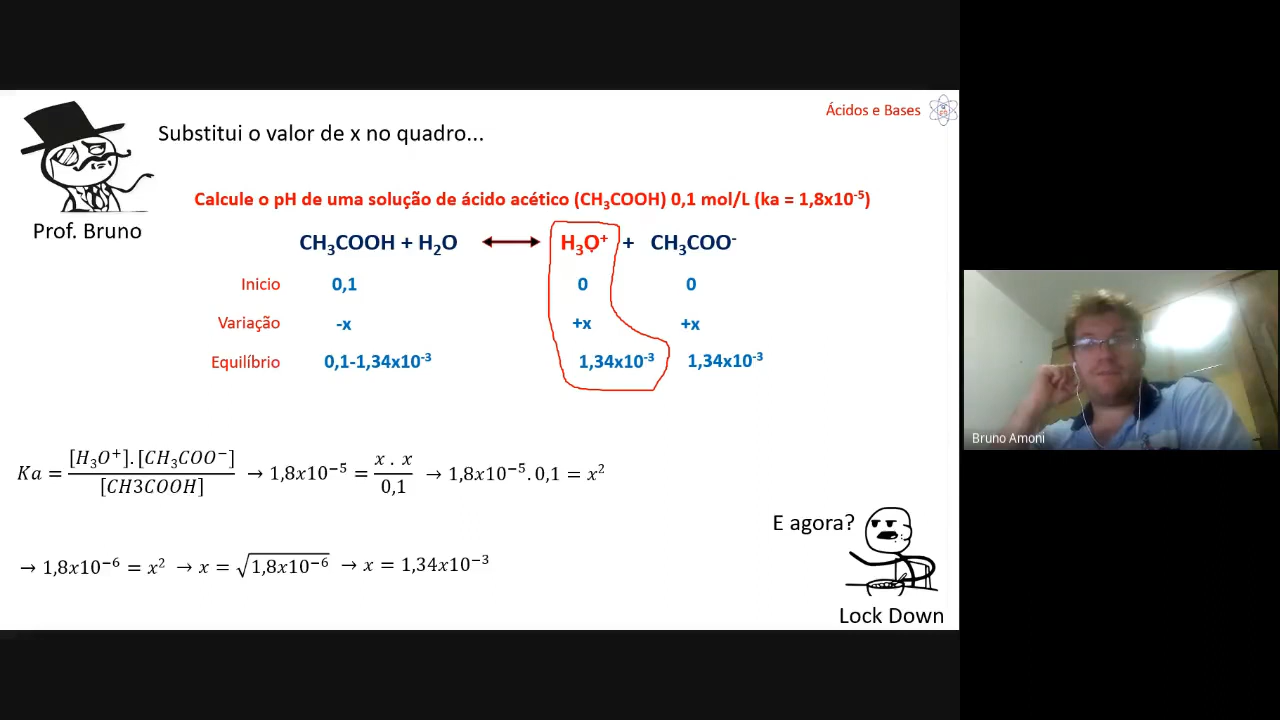 Ácidos e Bases
Substitui o valor de x no quadro...
Prof. Bruno
Calcule o pH de uma solução de ácido acético (CH₃COOH) 0,1 mol/L (ka = 1,8x10⁻⁵)
CH₃COOH + H₂O ⟷ H₃O⁺ + CH₃COO⁻
Inicio 0,1 0 0
Variação -x +x +x
Equilíbrio 0,1-1,34x10⁻³ 1,34x10⁻³ 1,34x10⁻³
Ka = [H₃O⁺].[CH₃COO⁻] / [CH3COOH] → 1,8x10⁻⁵ = x . x / 0,1 → 1,8x10⁻⁵. 0,1 = x²
→ 1,8x10⁻⁶ = x² → x = √1,8x10⁻⁶ → x = 1,34x10⁻³
E agora?
Lock Down
Bruno Amoni